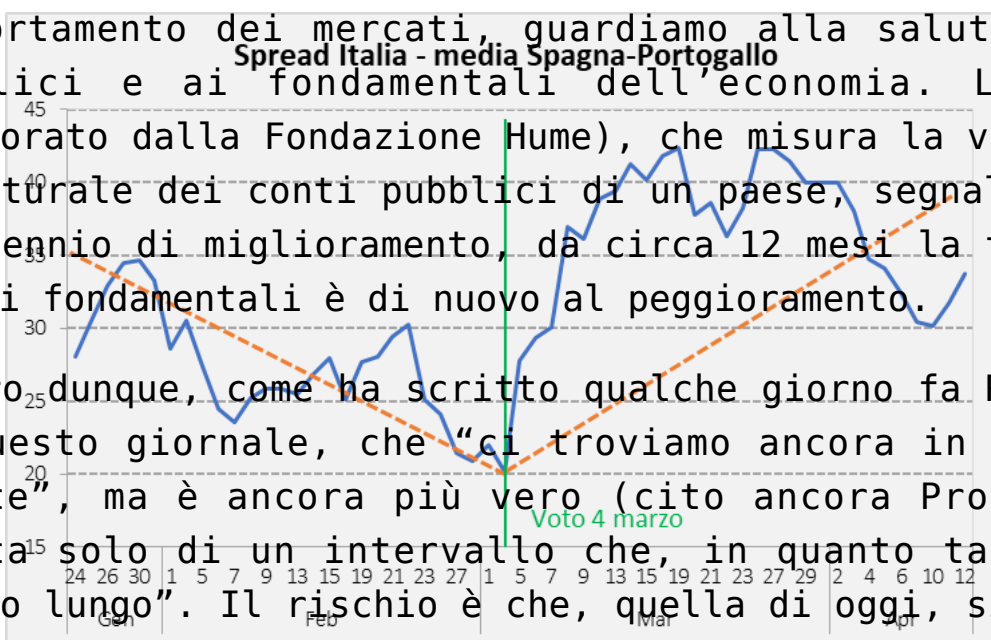 rtamento dei mercati, guardiamo alla salut
Spread Italia - media Spagna-Portogallo
lici e ai fondamentali dell’economia. L
45
orato dalla Fondazione Hume), che misura la v
40
turale dei conti pubblici di un paese, segnal
35
ennio di miglioramento, da circa 12 mesi la
i fondamentali è di nuovo al peggioramento.
30
o dunque, come ha scritto qualche giorno fa
25
uesto giornale, che “ci troviamo ancora in
20
te”, ma è ancora più vero (cito ancora Pro
Voto 4 marzo
15
ta solo di un intervallo che, in quanto ta
24 26 30 1 5 7 9 13 15 19 21 23 27 1 5 7 9 13 15 19 21 23 27 29 2 4 6 10 12
o lungo”. Il rischio è che, quella di oggi, s
Gen Feb Mar Apr